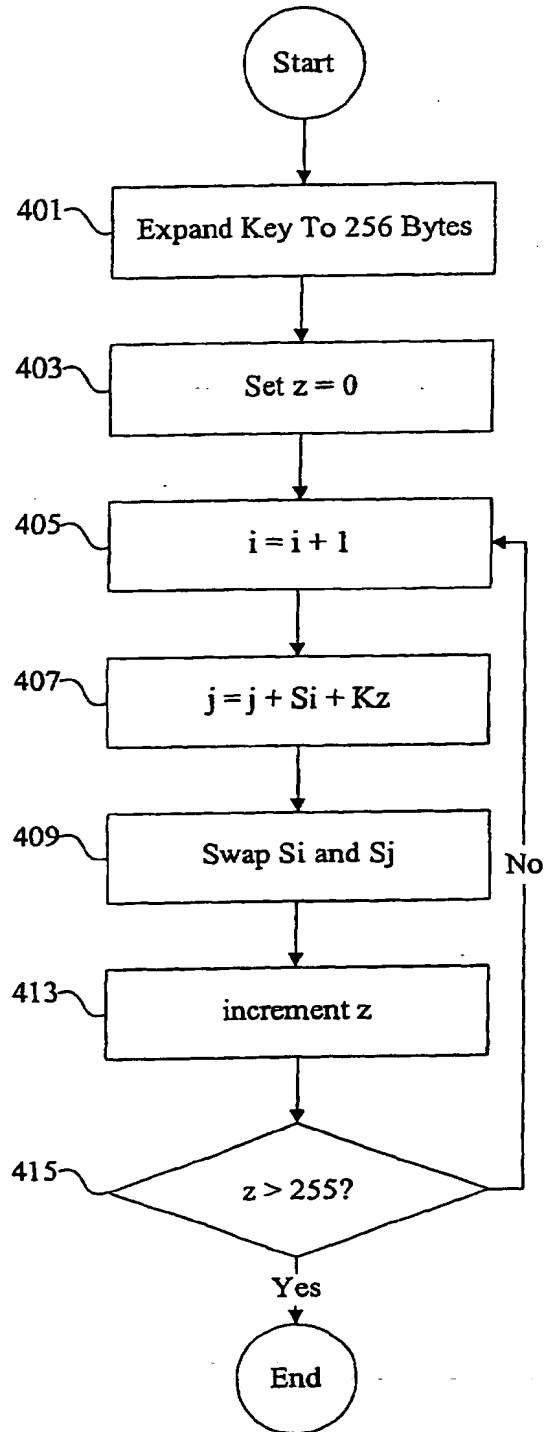 Start
401
Expand Key To 256 Bytes
403
Set z = 0
405
i = i + 1
407
j = j + Si + Kz
409
Swap Si and Sj
No
413
increment z
415
z > 255?
Yes
End